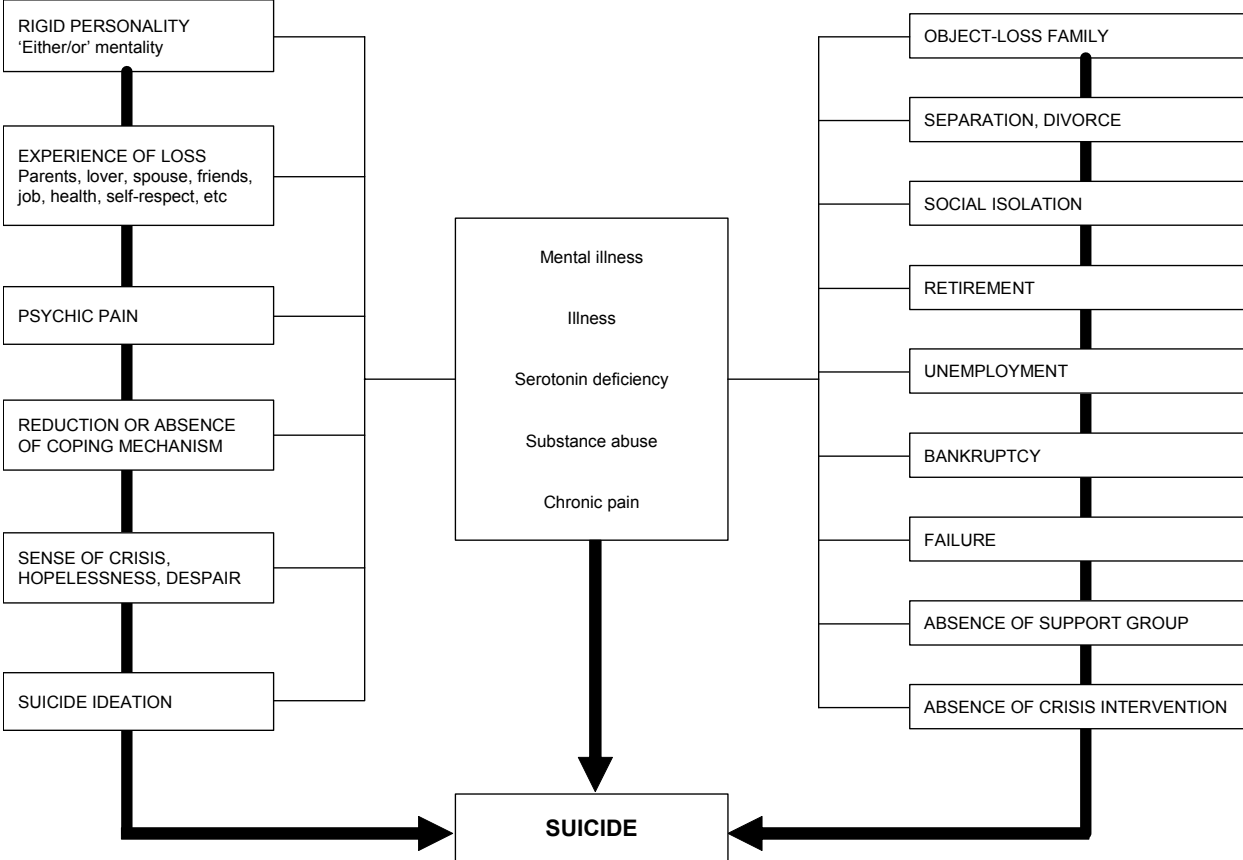 RIGID PERSONALITY
‘Either/or’ mentality
EXPERIENCE OF LOSS
Parents, lover, spouse, friends,
job, health, self-respect, etc
PSYCHIC PAIN
REDUCTION OR ABSENCE
OF COPING MECHANISM
SENSE OF CRISIS,
HOPELESSNESS, DESPAIR
SUICIDE IDEATION
Mental illness
Illness
Serotonin deficiency
Substance abuse
Chronic pain
OBJECT-LOSS FAMILY
SEPARATION, DIVORCE
SOCIAL ISOLATION
RETIREMENT
UNEMPLOYMENT
BANKRUPTCY
FAILURE
ABSENCE OF SUPPORT GROUP
ABSENCE OF CRISIS INTERVENTION
SUICIDE